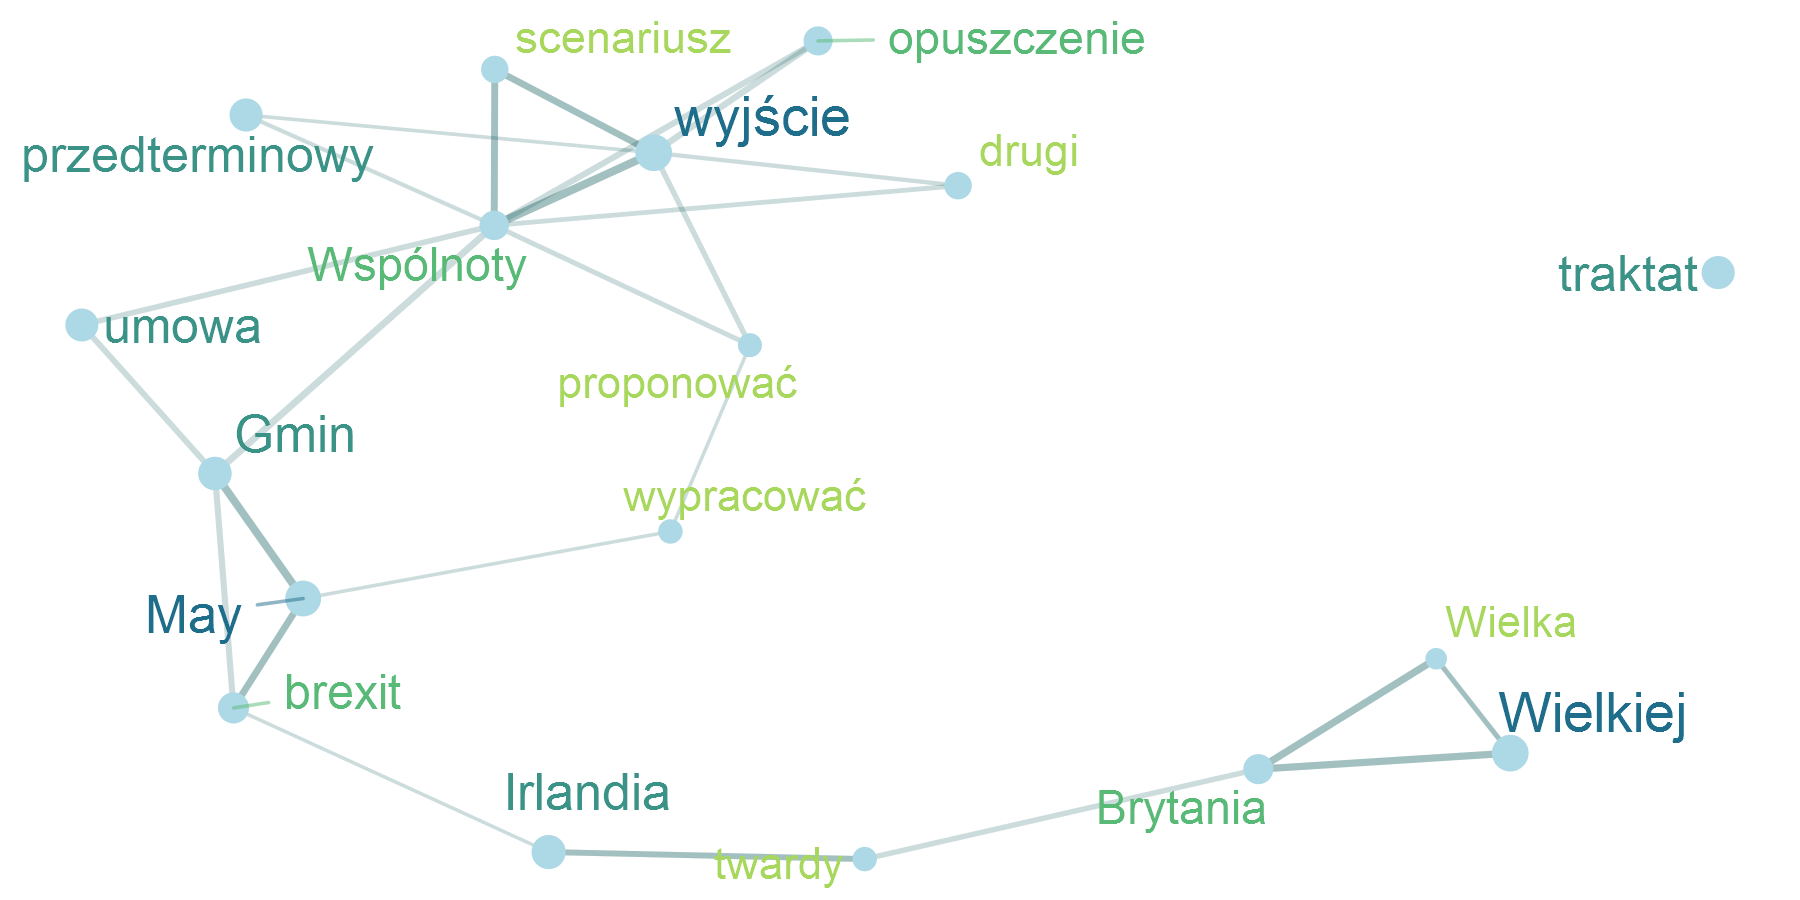 scenariusz
opuszczenie
wyjście
przedterminowy
drugi
Wspólnoty
traktat
umowa
proponować
Gmin
wypracować
May
Wielka
brexit
Wielkiej
Irlandia
Brytania
twardy